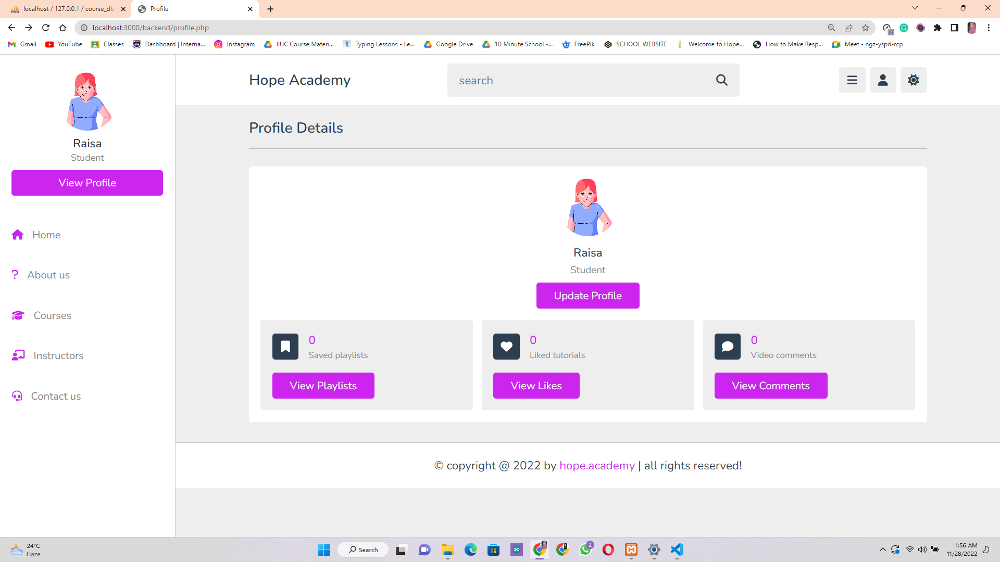 localhost / 127.0.0.1 / course_db
Profile
localhost:3000/backend/profile.php
Gmail
YouTube
Classes
Dashboard | Interna...
Instagram
IIUC Course Materi...
Typing Lessons - Le...
Google Drive
10 Minute School -...
FreePik
SCHOOL WEBSITE
Welcome to Hope...
How to Make Resp...
Meet - ngz-yspd-rcp
Raisa
Student
View Profile
Home
About us
Courses
Instructors
Contact us
Hope Academy
search
Profile Details
Raisa
Student
Update Profile
0
Saved playlists
View Playlists
0
Liked tutorials
View Likes
0
Video comments
View Comments
© copyright @ 2022 by hope.academy | all rights reserved!
24°C
Haze
Search
2
1:56 AM
11/28/2022